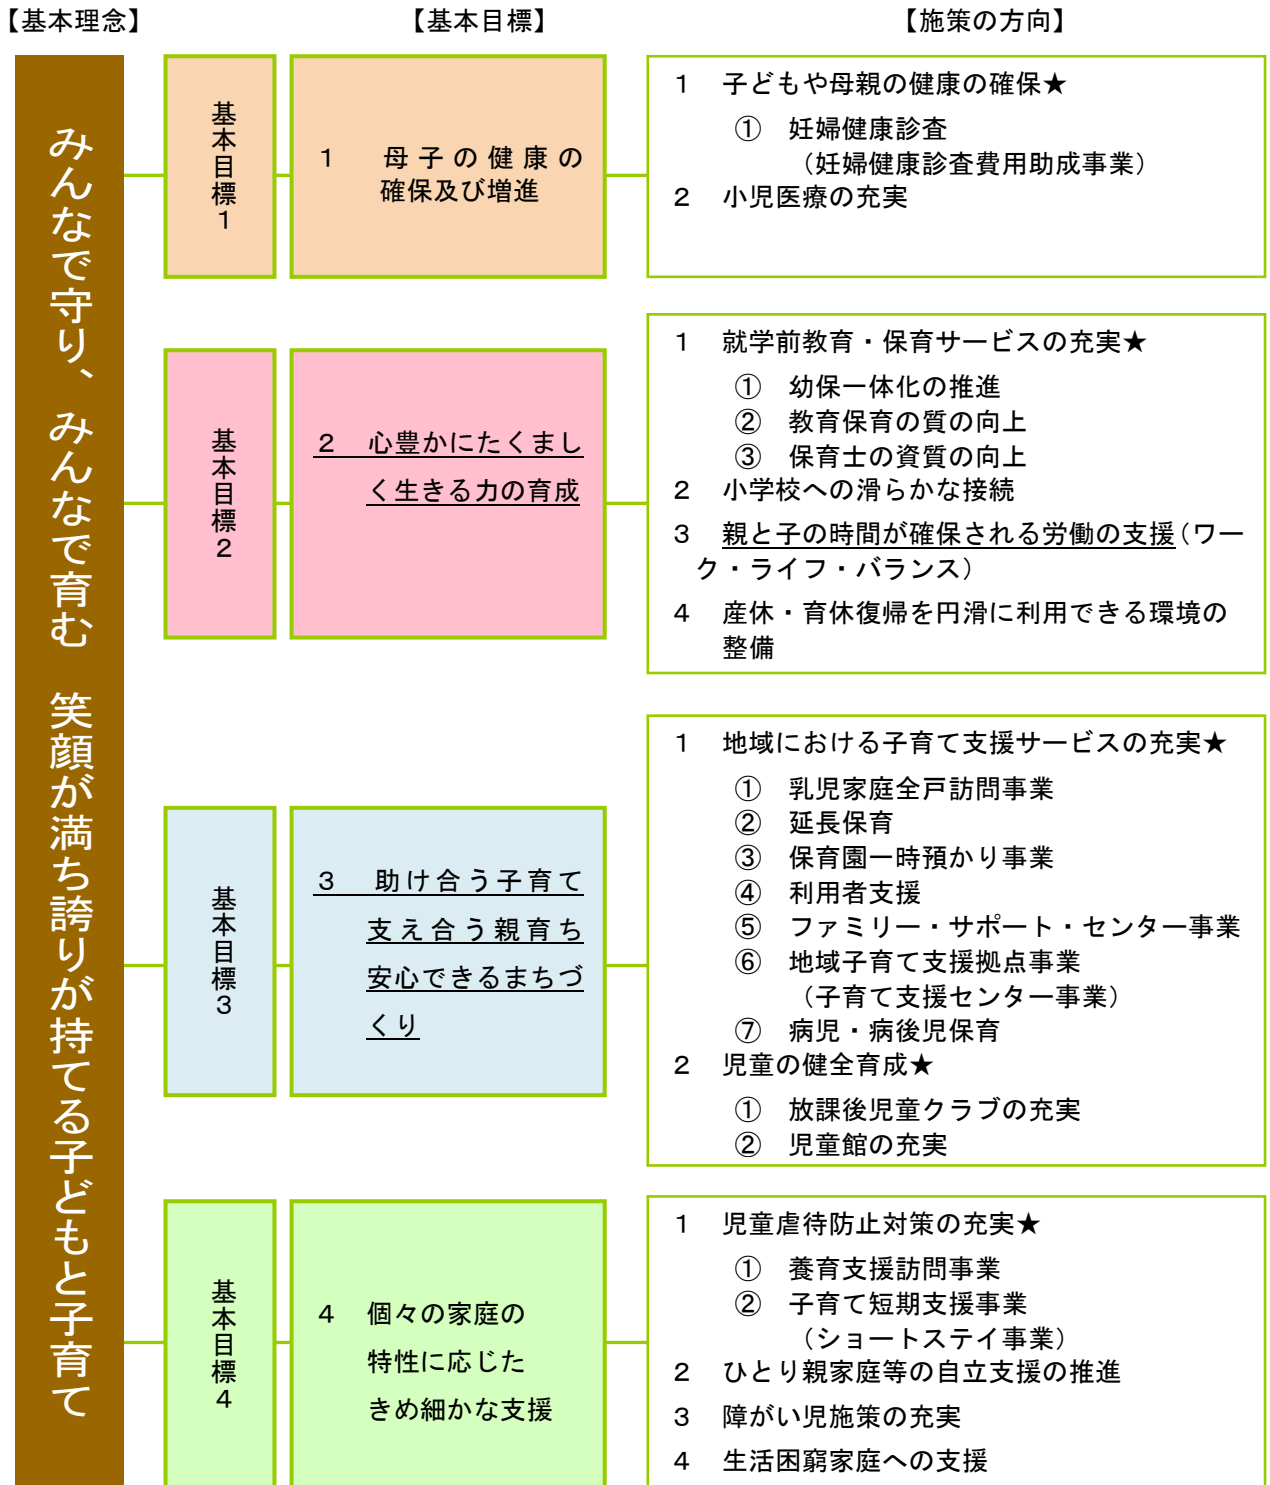 【基本理念】
【基本目標】
【施策の方向】
みんなで守り、みんなで育む　笑顔が満ち誇りが持てる子どもと子育て
基本目標１
１　母子の健康の
確保及び増進
１　子どもや母親の健康の確保★
①　妊婦健康診査
（妊婦健康診査費用助成事業）
２　小児医療の充実
基本目標２
２　心豊かにたくまし
く生きる力の育成
１　就学前教育・保育サービスの充実★
①　幼保一体化の推進
②　教育保育の質の向上
③　保育士の資質の向上
２　小学校への滑らかな接続
３　親と子の時間が確保される労働の支援（ワー
ク・ライフ・バランス）
４　産休・育休復帰を円滑に利用できる環境の
整備
基本目標３
３　助け合う子育て
支え合う親育ち
安心できるまちづ
くり
１　地域における子育て支援サービスの充実★
①　乳児家庭全戸訪問事業
②　延長保育
③　保育園一時預かり事業
④　利用者支援
⑤　ファミリー・サポート・センター事業
⑥　地域子育て支援拠点事業
（子育て支援センター事業）
⑦　病児・病後児保育
２　児童の健全育成★
①　放課後児童クラブの充実
②　児童館の充実
基本目標４
４　個々の家庭の
特性に応じた
きめ細かな支援
１　児童虐待防止対策の充実★
①　養育支援訪問事業
②　子育て短期支援事業
（ショートステイ事業）
２　ひとり親家庭等の自立支援の推進
３　障がい児施策の充実
４　生活困窮家庭への支援